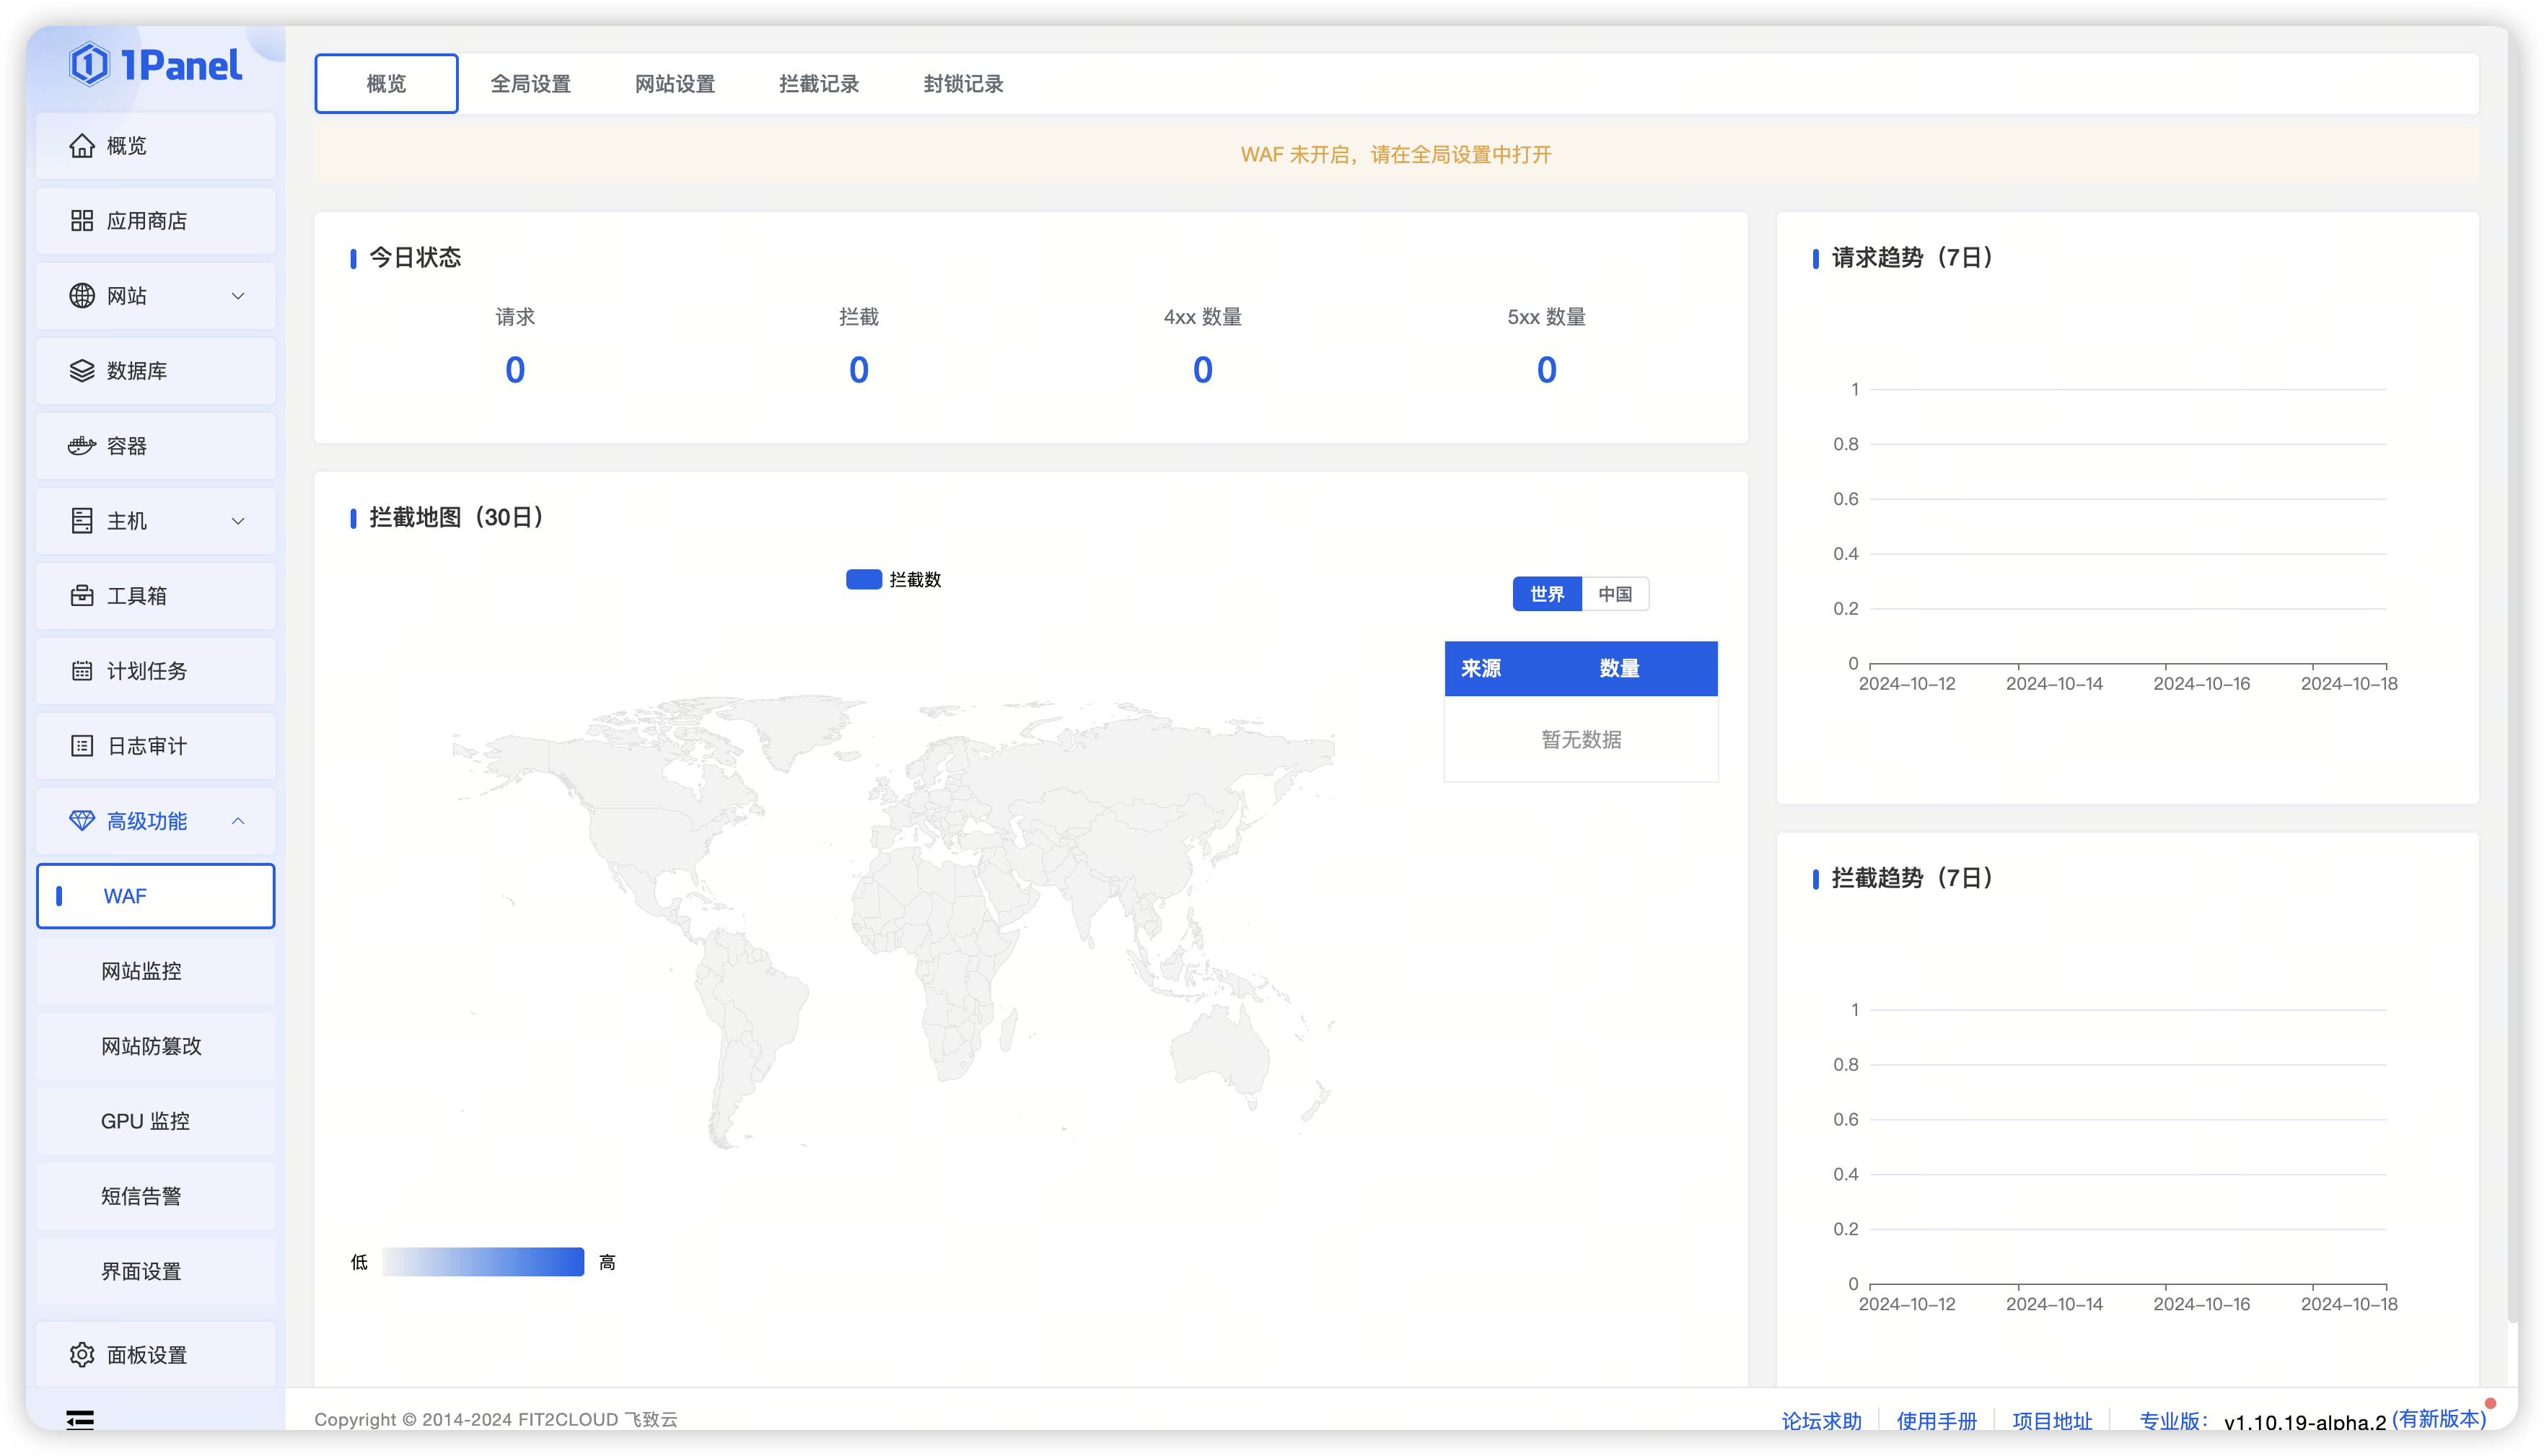 1Panel
概览
应用商店
网站
数据库
容器
主机
工具箱
计划任务
日志审计
高级功能
WAF
网站监控
网站防篡改
GPU 监控
短信告警
界面设置
面板设置
概览 全局设置 网站设置 拦截记录 封锁记录
WAF 未开启，请在全局设置中打开
今日状态
请求 拦截 4xx 数量 5xx 数量
0 0 0 0
拦截地图（30日）
拦截数
世界 中国
来源 数量
暂无数据
低 高
请求趋势（7日）
1
0.8
0.6
0.4
0.2
0
2024-10-12 2024-10-14 2024-10-16 2024-10-18
拦截趋势（7日）
1
0.8
0.6
0.4
0.2
0
2024-10-12 2024-10-14 2024-10-16 2024-10-18
Copyright © 2014-2024 FIT2CLOUD 飞致云
论坛求助 使用手册 项目地址 专业版： v1.10.19-alpha.2 (有新版本)